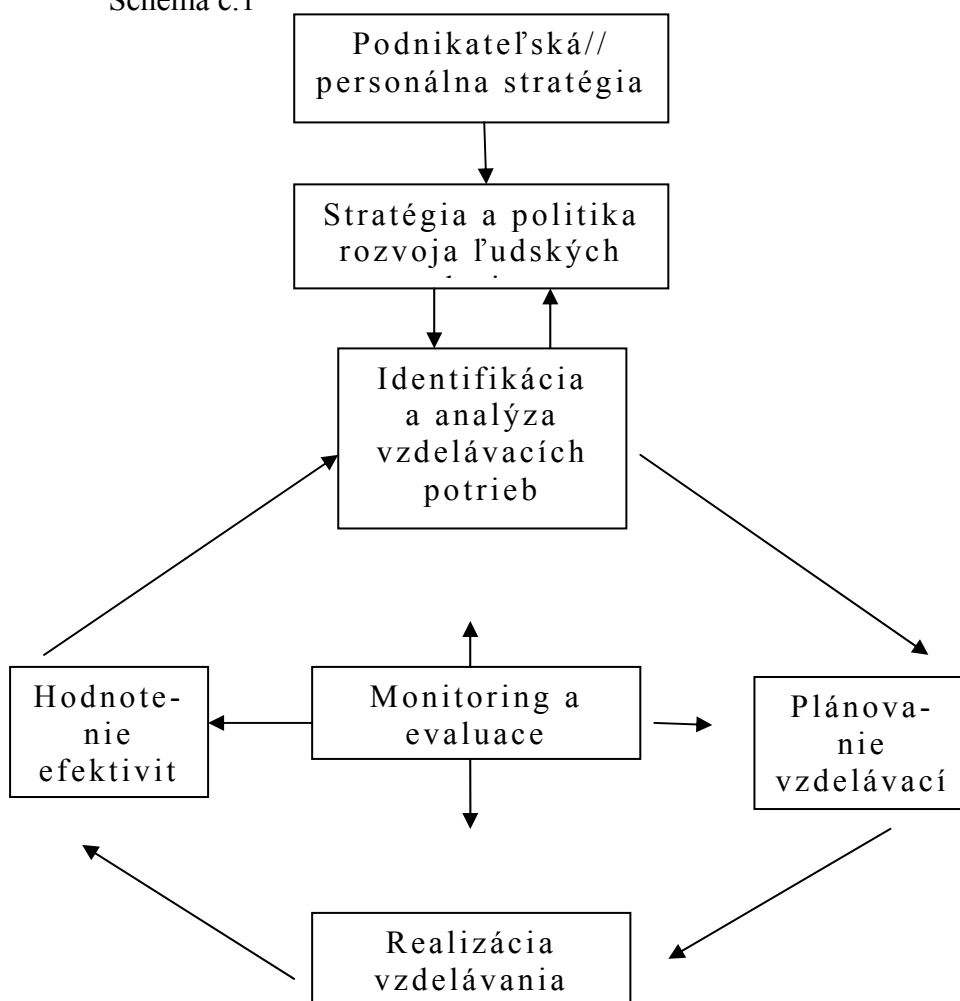 Schéma č.1
Podnikateľská//
personálna stratégia
Stratégia a politika
rozvoja ľudských
Identifikácia
a analýza
vzdelávacích
potrieb
Hodnote-
nie
efektivit
Monitoring a
evaluace
Plánova-
nie
vzdelávací
Realizácia
vzdelávania